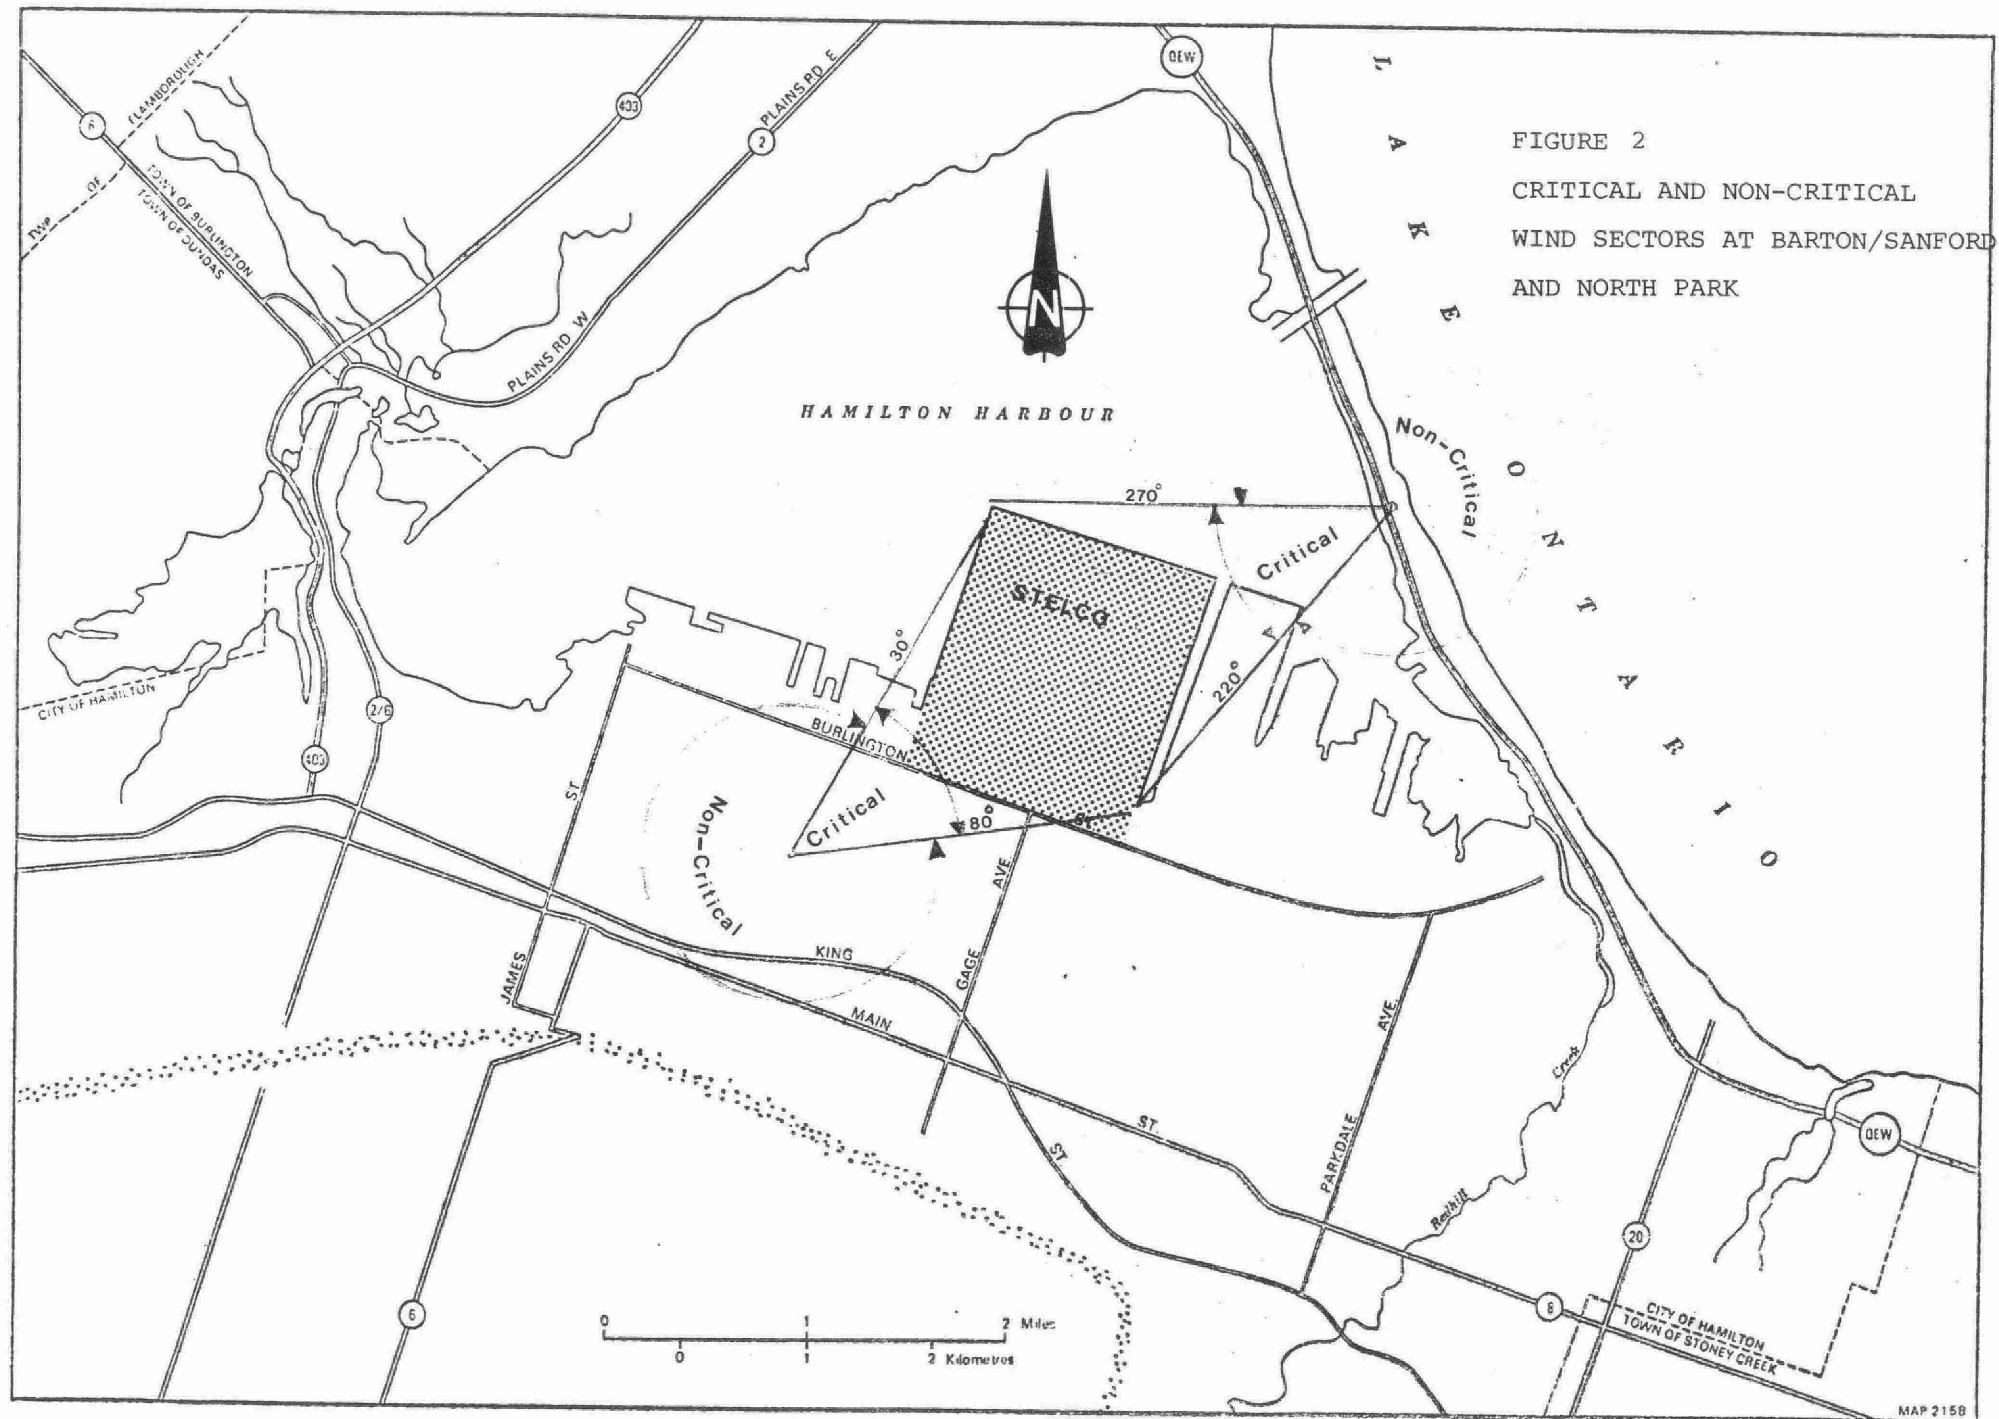 FIGURE 2
CRITICAL AND NON-CRITICAL
WIND SECTORS AT BARTON/SANFORD
AND NORTH PARK
LAKE ONTARIO
QEW
403
PLAINS RD E
2
6
TWP OF FLAMBOROUGH
TOWN OF BURLINGTON
TOWN OF DUNDAS
PLAINS RD W
N
HAMILTON HARBOUR
Non-Critical
270°
Critical
STELCO
30°
220°
CITY OF HAMILTON
2/6
403
BURLINGTON ST
Critical
80°
Non-Critical
JAMES ST
GAGE AVE
KING ST
MAIN ST.
PARKDALE AVE.
Redhill Creek
QEW
20
8
6
CITY OF HAMILTON
TOWN OF STONEY CREEK
0 1 2 Miles
0 1 2 Kilometres
MAP 215B